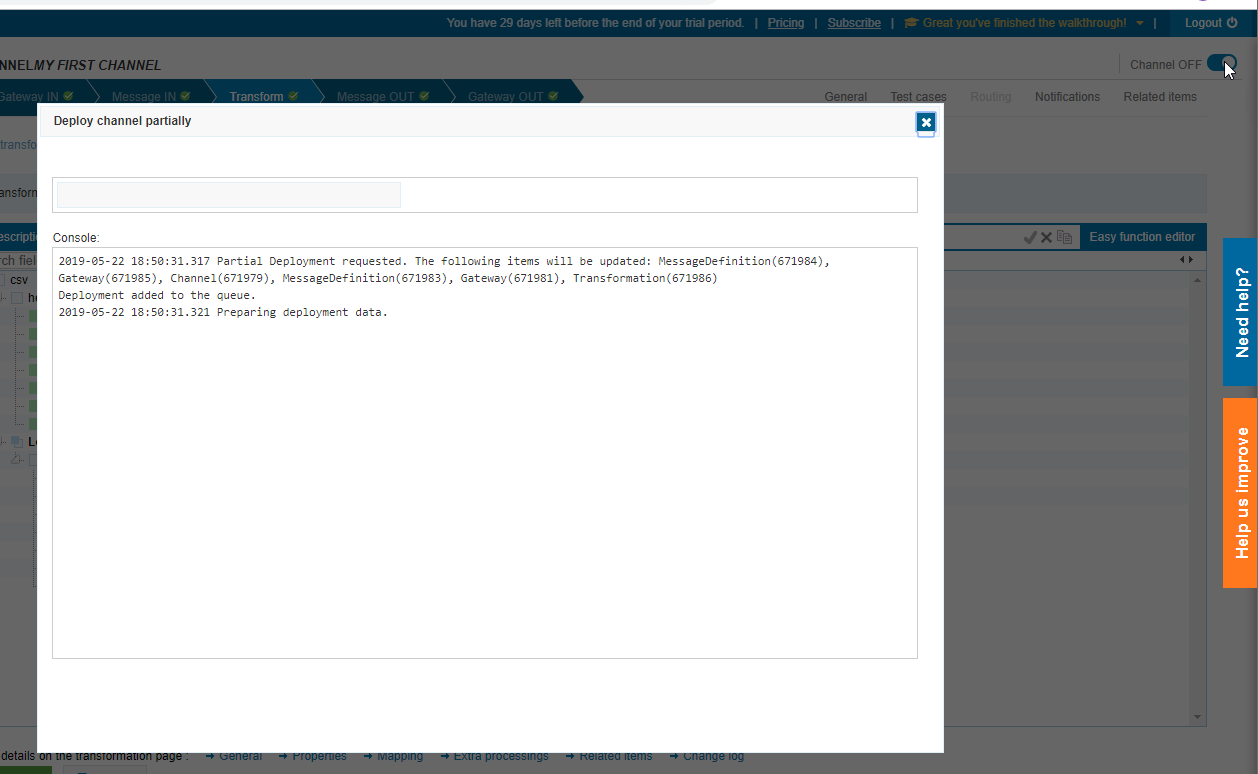 You have 29 days left before the end of your trial period. | Pricing | Subscribe | Great you've finished the walkthrough! | Logout
NNEL MY FIRST CHANNEL
Channel OFF
Gateway IN Message IN Transform Message OUT Gateway OUT
General Test cases Routing Notifications Related items
Deploy channel partially
transfo
ansforn
Console:
escripti
Easy function editor
rch fiel
2019-05-22 18:50:31.317 Partial Deployment requested. The following items will be updated: MessageDefinition(671984),
Gateway(671985), Channel(671979), MessageDefinition(671983), Gateway(671981), Transformation(671986)
Deployment added to the queue.
2019-05-22 18:50:31.321 Preparing deployment data.
csv
he
L
Need help?
Help us improve
details on the transformation page : General Properties Mapping Extra processings Related items Change log